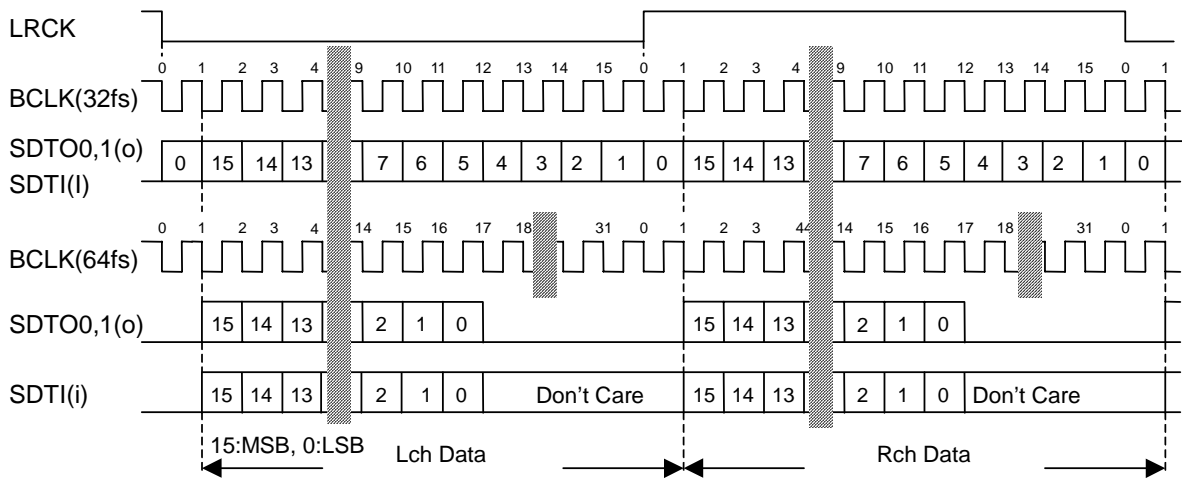 LRCK
0 1 2 3 4 9 10 11 12 13 14 15 0 1 2 3 4 9 10 11 12 13 14 15 0 1
BCLK(32fs)
SDTO0,1(o) 0 15 14 13 7 6 5 4 3 2 1 0 15 14 13 7 6 5 4 3 2 1 0
SDTI(I)
0 1 2 3 4 14 15 16 17 18 31 0 1 2 3 44 14 15 16 17 18 31 0 1
BCLK(64fs)
SDTO0,1(o) 15 14 13 2 1 0 15 14 13 2 1 0
SDTI(i) 15 14 13 2 1 0 Don't Care 15 14 13 2 1 0 Don't Care
15:MSB, 0:LSB
Lch Data Rch Data